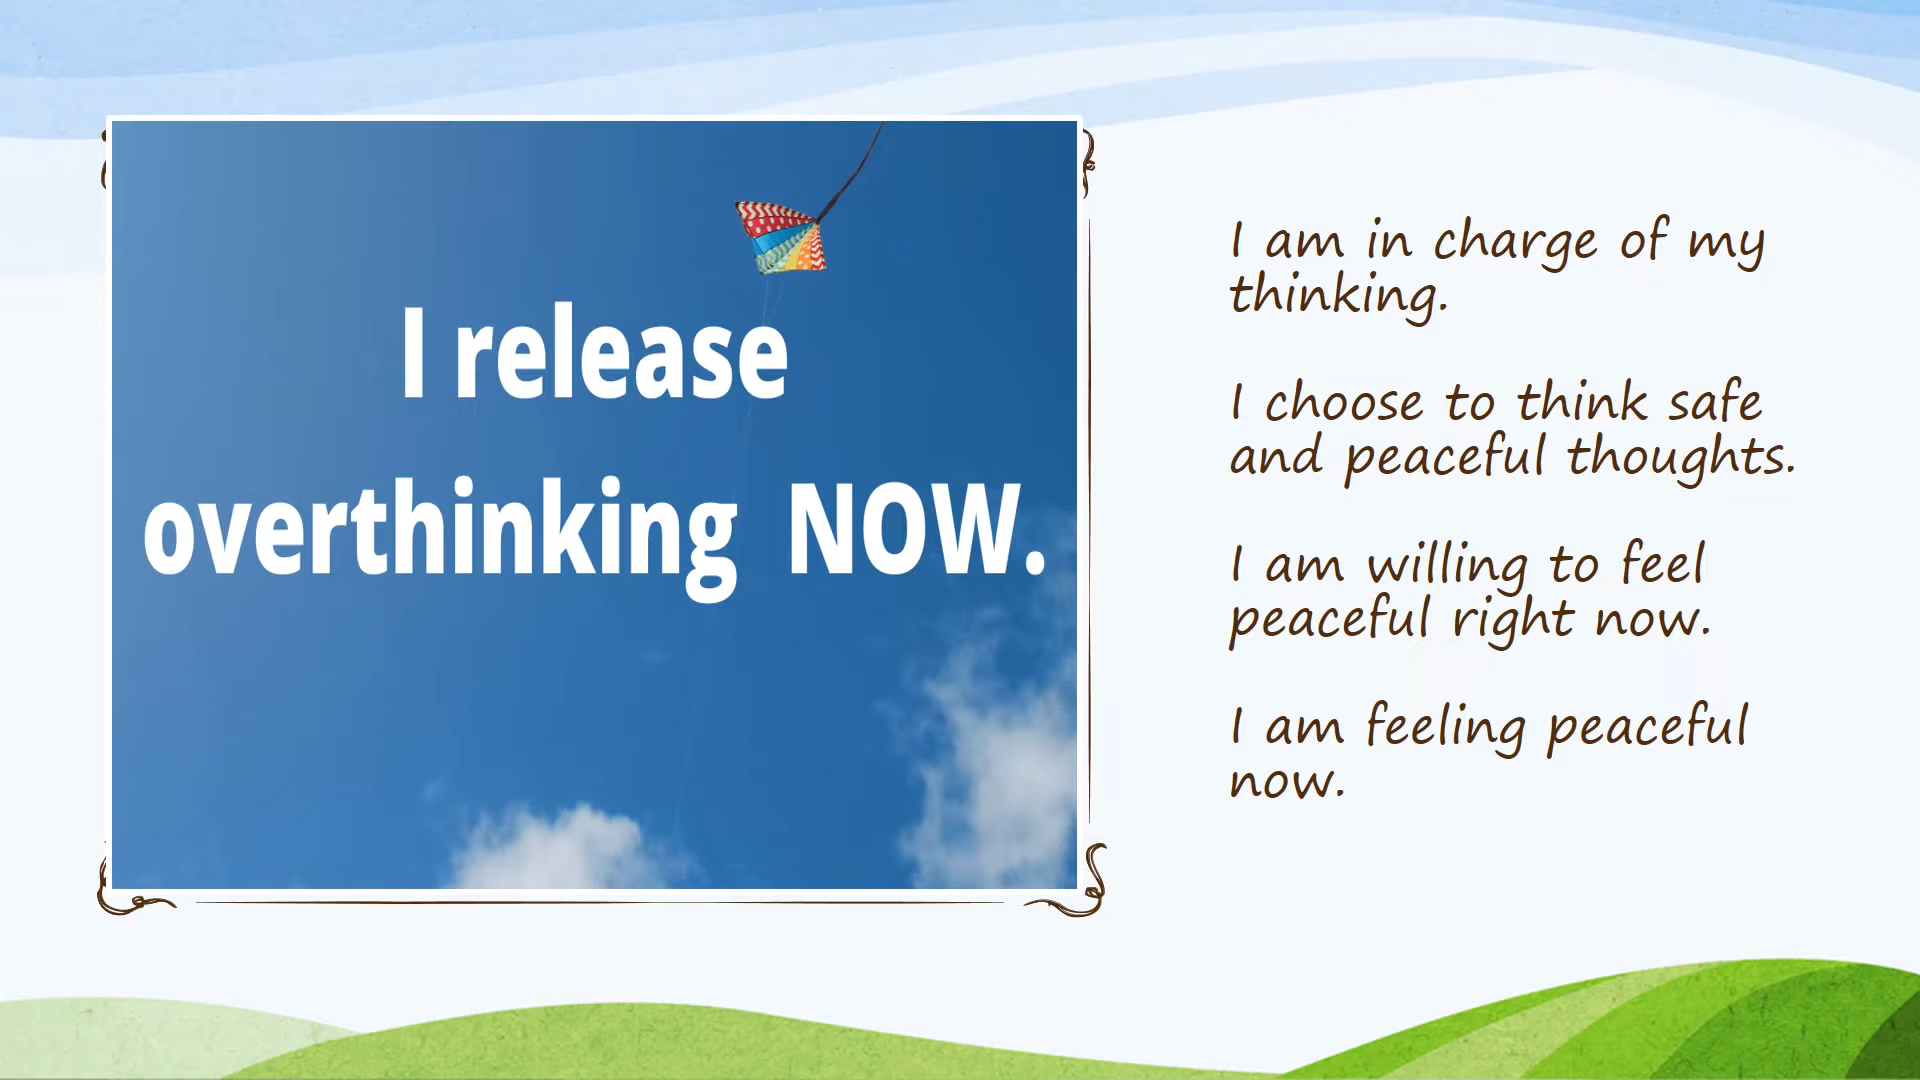 I release
overthinking NOW.
I am in charge of my
thinking.
I choose to think safe
and peaceful thoughts.
I am willing to feel
peaceful right now.
I am feeling peaceful
now.